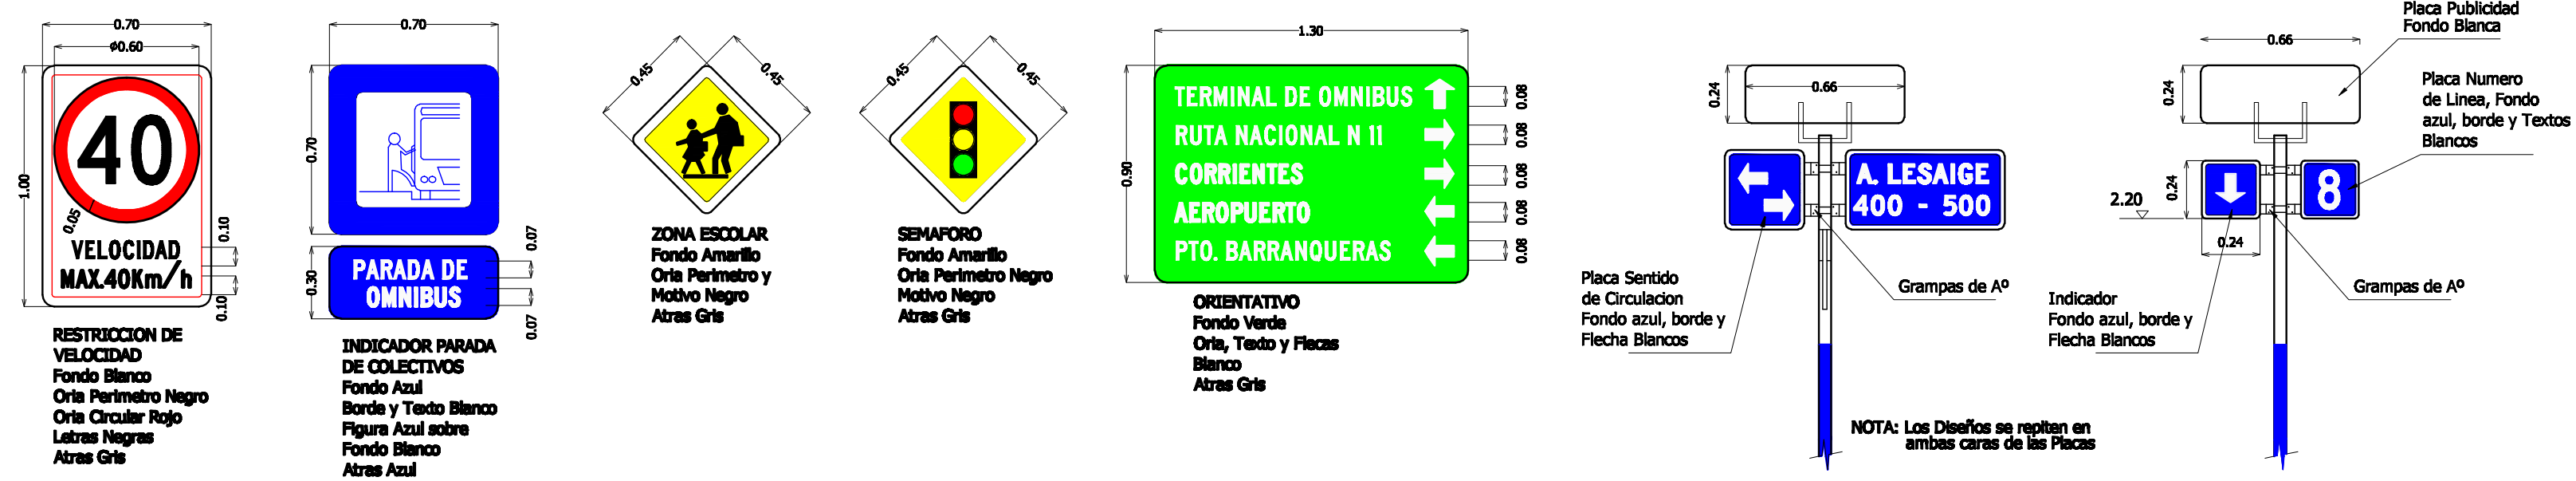 0.70
Ø0.60
1.00
40
0.05
VELOCIDAD
MAX.40Km/h
0.10
0.10
RESTRICCION DE
VELOCIDAD
Fondo Blanco
Orla Perimetro Negro
Orla Circular Rojo
Letras Negras
Atras Gris
0.70
0.70
0.30
PARADA DE
OMNIBUS
0.07
0.07
INDICADOR PARADA
DE COLECTIVOS
Fondo Azul
Borde y Texto Blanco
Figura Azul sobre
Fondo Blanco
Atras Azul
0.45
0.45
ZONA ESCOLAR
Fondo Amarillo
Orla Perimetro y
Motivo Negro
Atras Gris
0.45
0.45
SEMAFORO
Fondo Amarillo
Orla Perimetro Negro
Motivo Negro
Atras Gris
1.30
0.90
TERMINAL DE OMNIBUS
RUTA NACIONAL N 11
CORRIENTES
AEROPUERTO
PTO. BARRANQUERAS
0.08
0.08
0.08
0.08
0.08
ORIENTATIVO
Fondo Verde
Orla, Texto y Flecas
Blanco
Atras Gris
0.24
0.66
A. LESAIGE
400 - 500
Placa Sentido
de Circulacion
Fondo azul, borde y
Flecha Blancos
Grampas de Aº
NOTA: Los Diseños se repiten en
ambas caras de las Placas
Placa Publicidad
Fondo Blanca
0.66
0.24
Placa Numero
de Linea, Fondo
azul, borde y Textos
Blancos
2.20
0.24
8
0.24
Indicador
Fondo azul, borde y
Flecha Blancos
Grampas de Aº